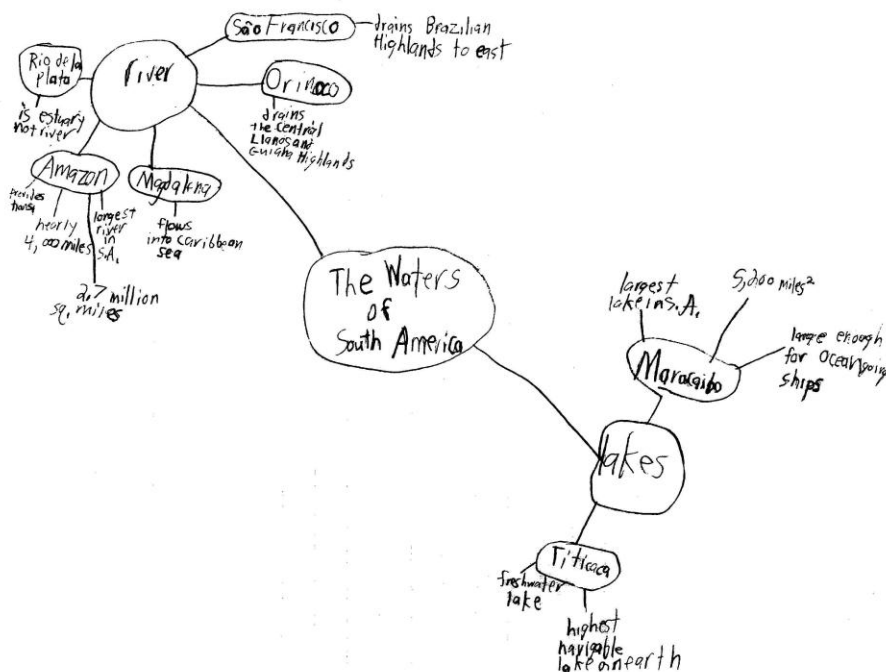 São Francisco
drains Brazilian
Highlands to east
river
Rio de la
Plata
is estuary
not river
Orinoco
drains
the central
Llanos and
Guiana Highlands
Amazon
provides
nearly
4,000 miles
largest
river
in
S.A.
2.7 million
sq. miles
Magdalena
flows
into Caribbean
sea
The Waters
of
South America
largest
lake in S.A.
5,200 miles²
large enough
for oceangoing
ships
Maracaibo
lakes
Titicaca
freshwater
lake
highest
navigable
lake on earth